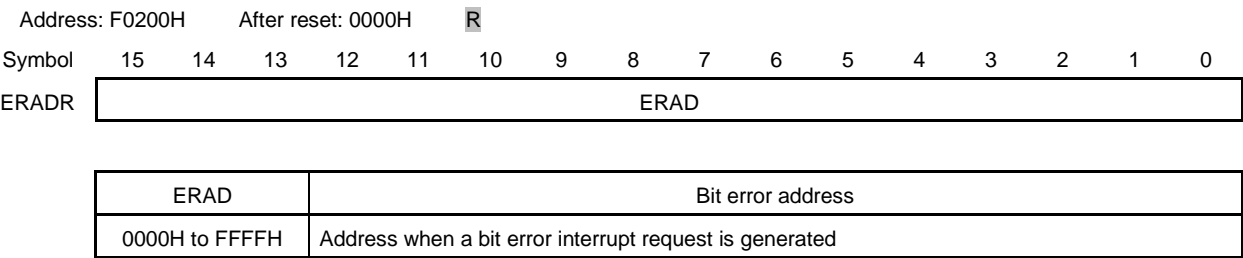 Address: F0200H After reset: 0000H R
Symbol 15 14 13 12 11 10 9 8 7 6 5 4 3 2 1 0
ERADR ERAD
ERAD Bit error address
0000H to FFFFH Address when a bit error interrupt request is generated